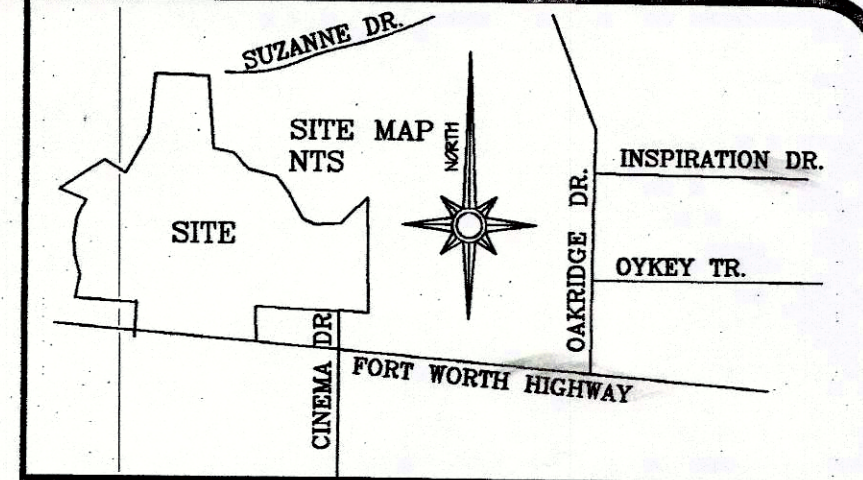 SUZANNE DR.
SITE MAP
NTS
NORTH
INSPIRATION DR.
SITE
OAKRIDGE DR.
OYKEY TR.
CINEMA DR
FORT WORTH HIGHWAY